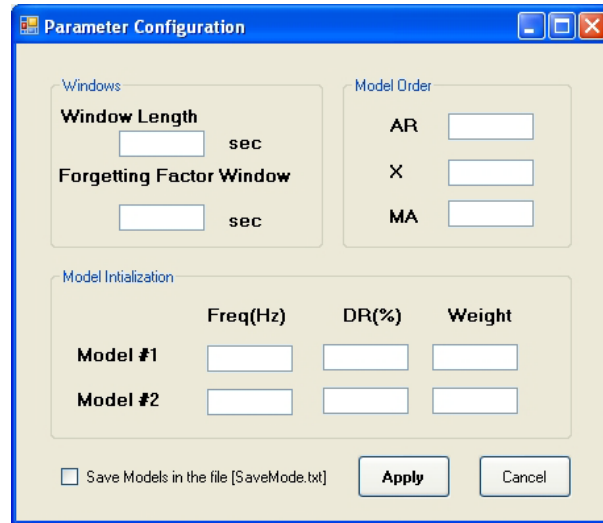 Parameter Configuration
Windows
Window Length
sec
Forgetting Factor Window
sec
Model Order
AR
X
MA
Model Intialization
Freq(Hz) DR(%) Weight
Model #1
Model #2
Save Models in the file [SaveMode.txt] Apply Cancel